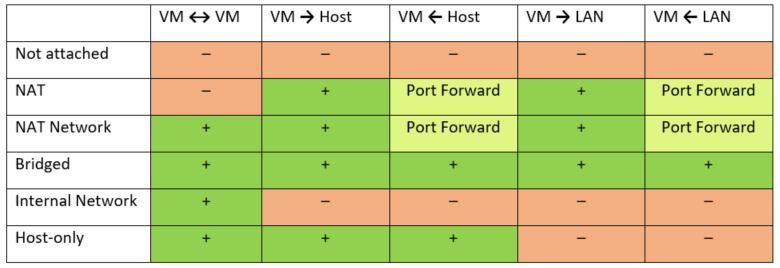 VM ↔ VM VM → Host VM ← Host VM → LAN VM ← LAN
Not attached – – – – –
NAT – + Port Forward + Port Forward
NAT Network + + Port Forward + Port Forward
Bridged + + + + +
Internal Network + – – – –
Host-only + + + – –